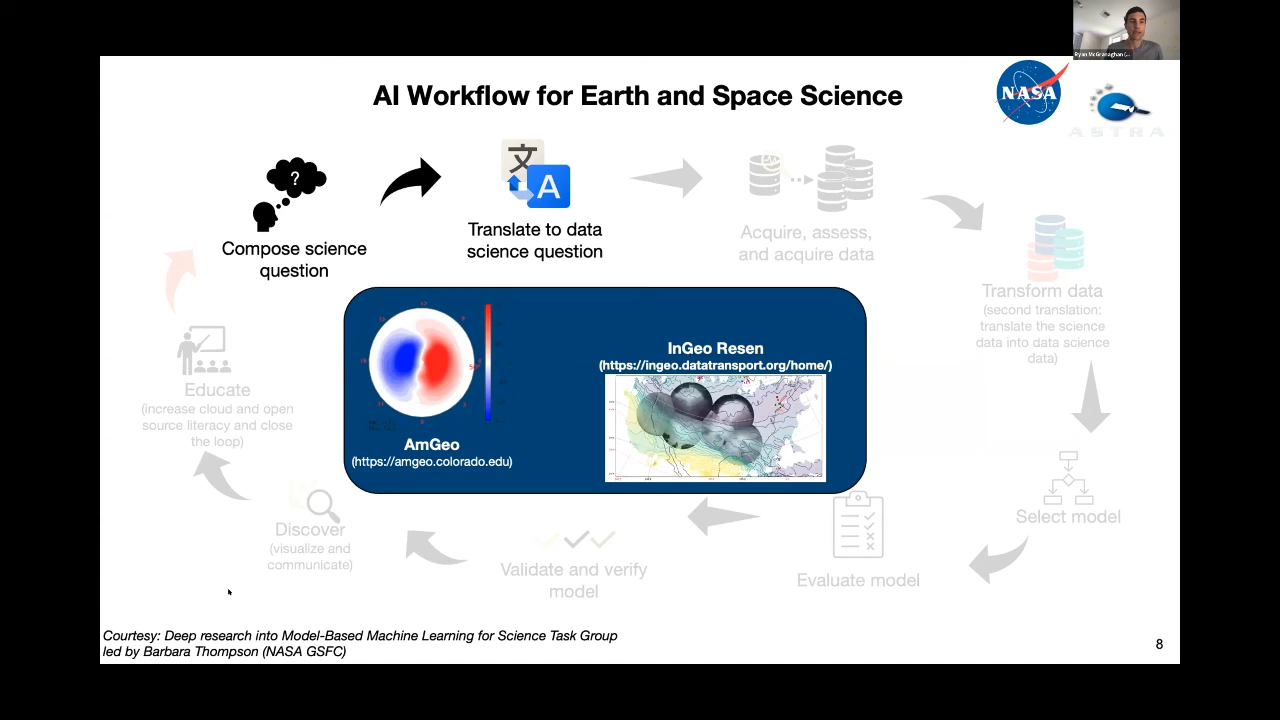 Ryan McGranaghan (...
AI Workflow for Earth and Space Science
NASA
ASTRA
?
文
A
Translate to data
science question
Compose science
question
Acquire, assess,
and acquire data
Transform data
(second translation:
translate the science
data into data science
data)
InGeo Resen
(https://ingeo.datatransport.org/home/)
AmGeo
(https://amgeo.colorado.edu)
Educate
(increase cloud and open
source literacy and close
the loop)
Select model
Discover
(visualize and
communicate)
Validate and verify
model
Evaluate model
Courtesy: Deep research into Model-Based Machine Learning for Science Task Group
led by Barbara Thompson (NASA GSFC)
8